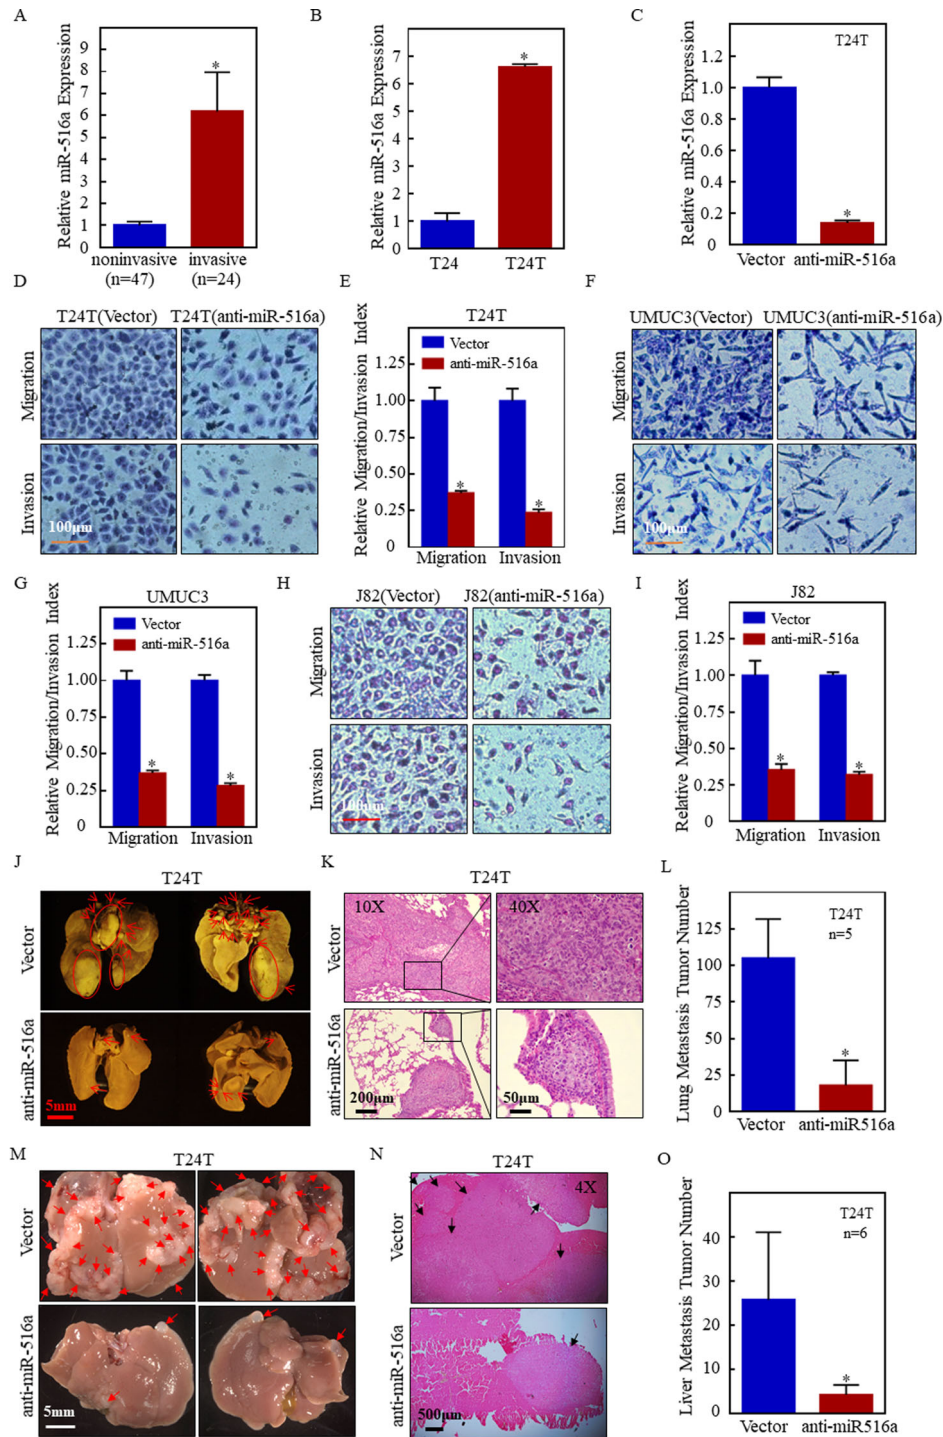 A
Relative miR-516a Expression
9
8
7
6
5
4
3
2
1
0
*
noninvasive
(n=47)
invasive
(n=24)
B
Relative miR-516a Expression
7
6
5
4
3
2
1
0
*
T24
T24T
C
Relative miR-516a Expression
T24T
1.2
1.0
0.8
0.6
0.4
0.2
0
*
Vector
anti-miR-516a
D
T24T(Vector)
T24T(anti-miR-516a)
Migration
Invasion
100μm
E
T24T
Relative Migration/Invasion Index
Vector
anti-miR-516a
1.25
1.00
0.75
0.50
0.25
0
*
*
Migration
Invasion
F
UMUC3(Vector)
UMUC3(anti-miR-516a)
Migration
Invasion
100μm
G
UMUC3
Relative Migration/Invasion Index
Vector
anti-miR-516a
1.25
1.00
0.75
0.50
0.25
0
*
*
Migration
Invasion
H
J82(Vector)
J82(anti-miR-516a)
Migration
Invasion
100μm
I
J82
Relative Migration/Invasion Index
Vector
anti-miR-516a
1.25
1.00
0.75
0.50
0.25
0
*
*
Migration
Invasion
J
T24T
Vector
anti-miR-516a
5mm
K
T24T
Vector
anti-miR-516a
10X
40X
200μm
50μm
L
Lung Metastasis Tumor Number
T24T
n=5
125
100
75
50
25
0
*
Vector
anti-miR516a
M
T24T
Vector
anti-miR-516a
5mm
N
T24T
Vector
anti-miR-516a
4X
500μm
O
Liver Metastasis Tumor Number
T24T
n=6
50
40
30
20
10
0
*
Vector
anti-miR516a